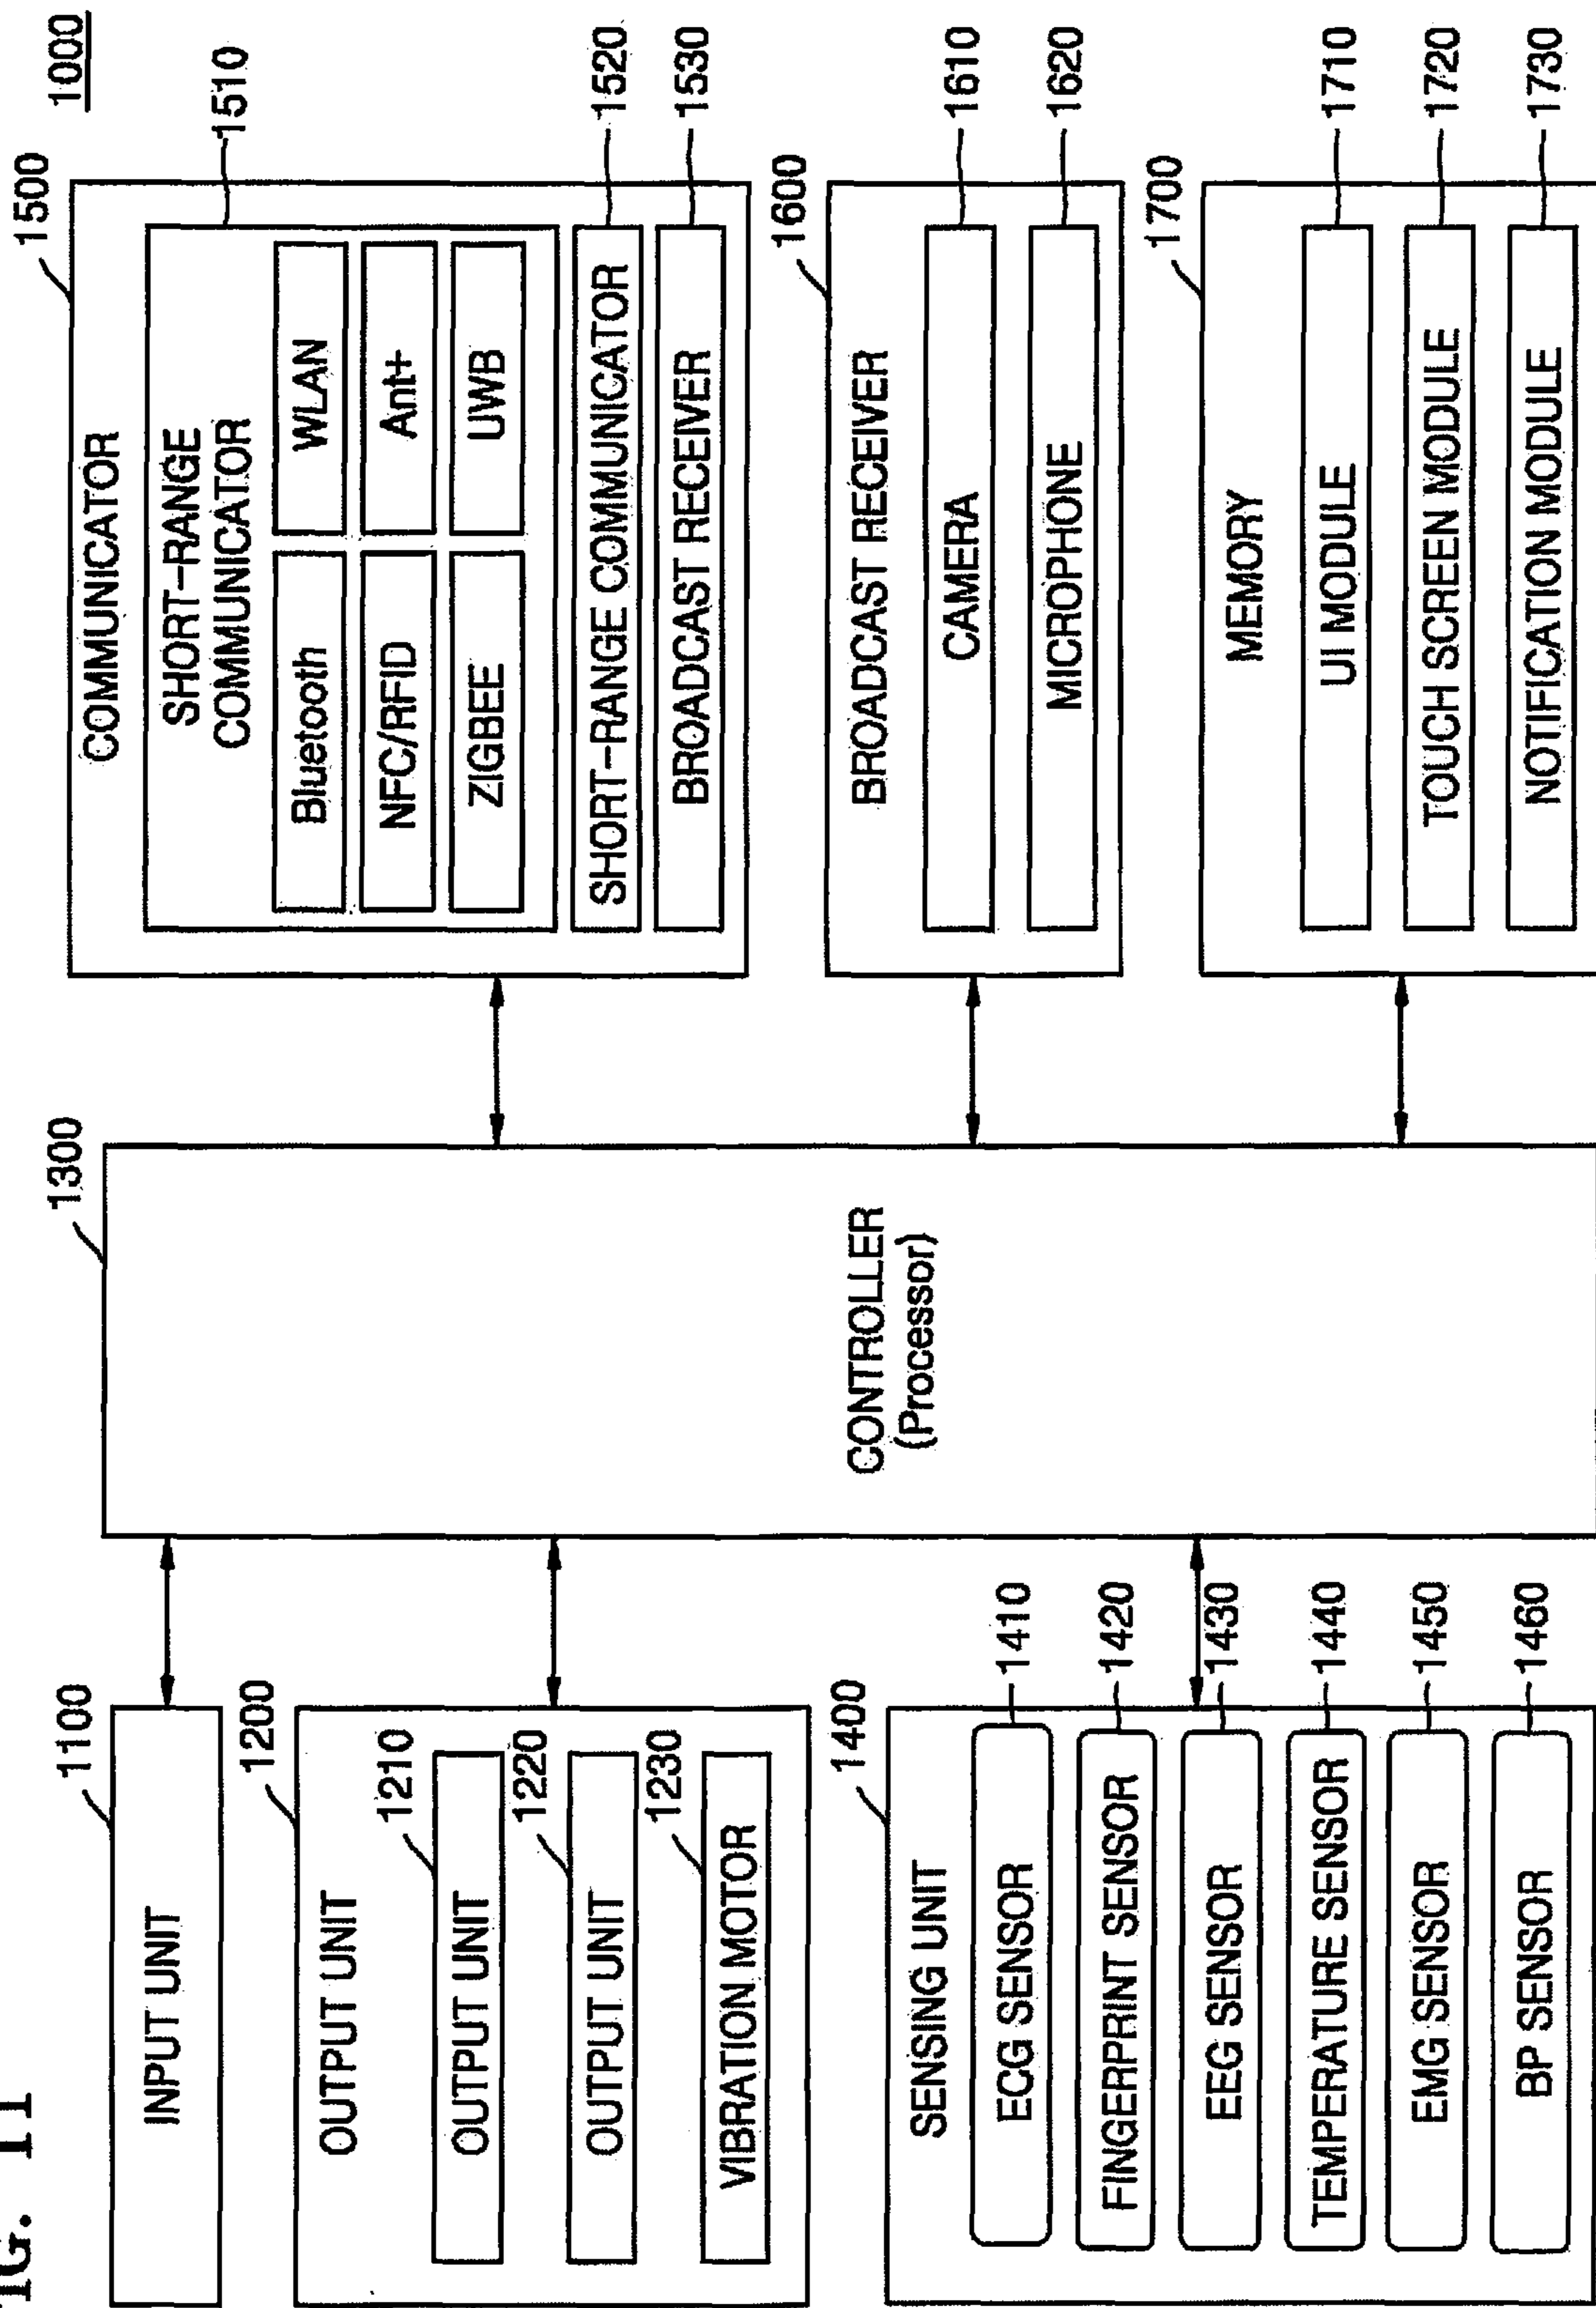 FIG. 11
1000
1100
INPUT UNIT
1200
OUTPUT UNIT
1210
OUTPUT UNIT
1220
OUTPUT UNIT
1230
VIBRATION MOTOR
1400
SENSING UNIT
ECG SENSOR
1410
FINGERPRINT SENSOR
1420
EEG SENSOR
1430
TEMPERATURE SENSOR
1440
EMG SENSOR
1450
BP SENSOR
1460
1300
CONTROLLER
(Processor)
1500
COMMUNICATOR
1510
SHORT-RANGE
COMMUNICATOR
Bluetooth
WLAN
NFC/RFID
Ant+
ZIGBEE
UWB
SHORT-RANGE COMMUNICATOR
1520
BROADCAST RECEIVER
1530
1600
BROADCAST RECEIVER
CAMERA
1610
MICROPHONE
1620
1700
MEMORY
UI MODULE
1710
TOUCH SCREEN MODULE
1720
NOTIFICATION MODULE
1730